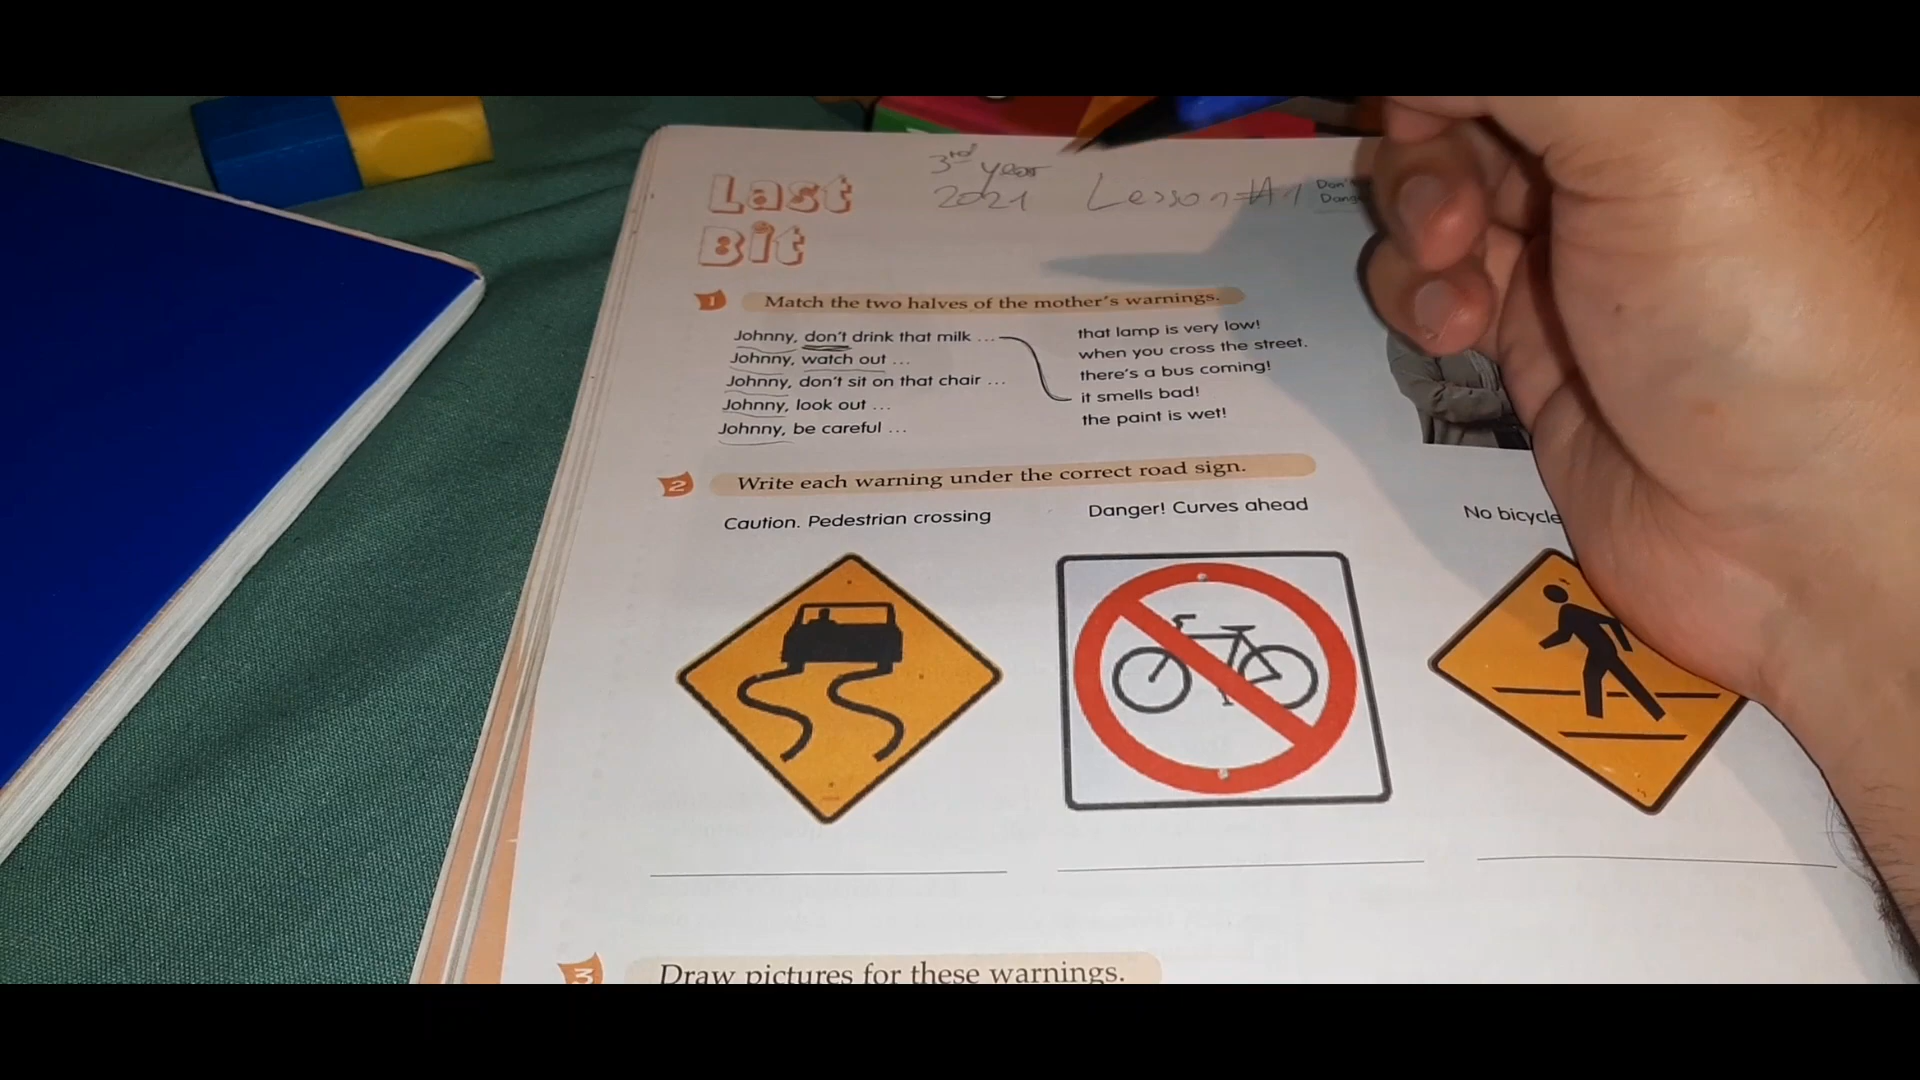 3rd year
2021
Lesson #1
Last
Bit
1 Match the two halves of the mother's warnings.
Johnny, don't drink that milk ...
Johnny, watch out ...
Johnny, don't sit on that chair ...
Johnny, look out ...
Johnny, be careful ...
that lamp is very low!
when you cross the street.
there's a bus coming!
it smells bad!
the paint is wet!
2 Write each warning under the correct road sign.
Caution. Pedestrian crossing
Danger! Curves ahead
No bicycle
3 Draw pictures for these warnings.